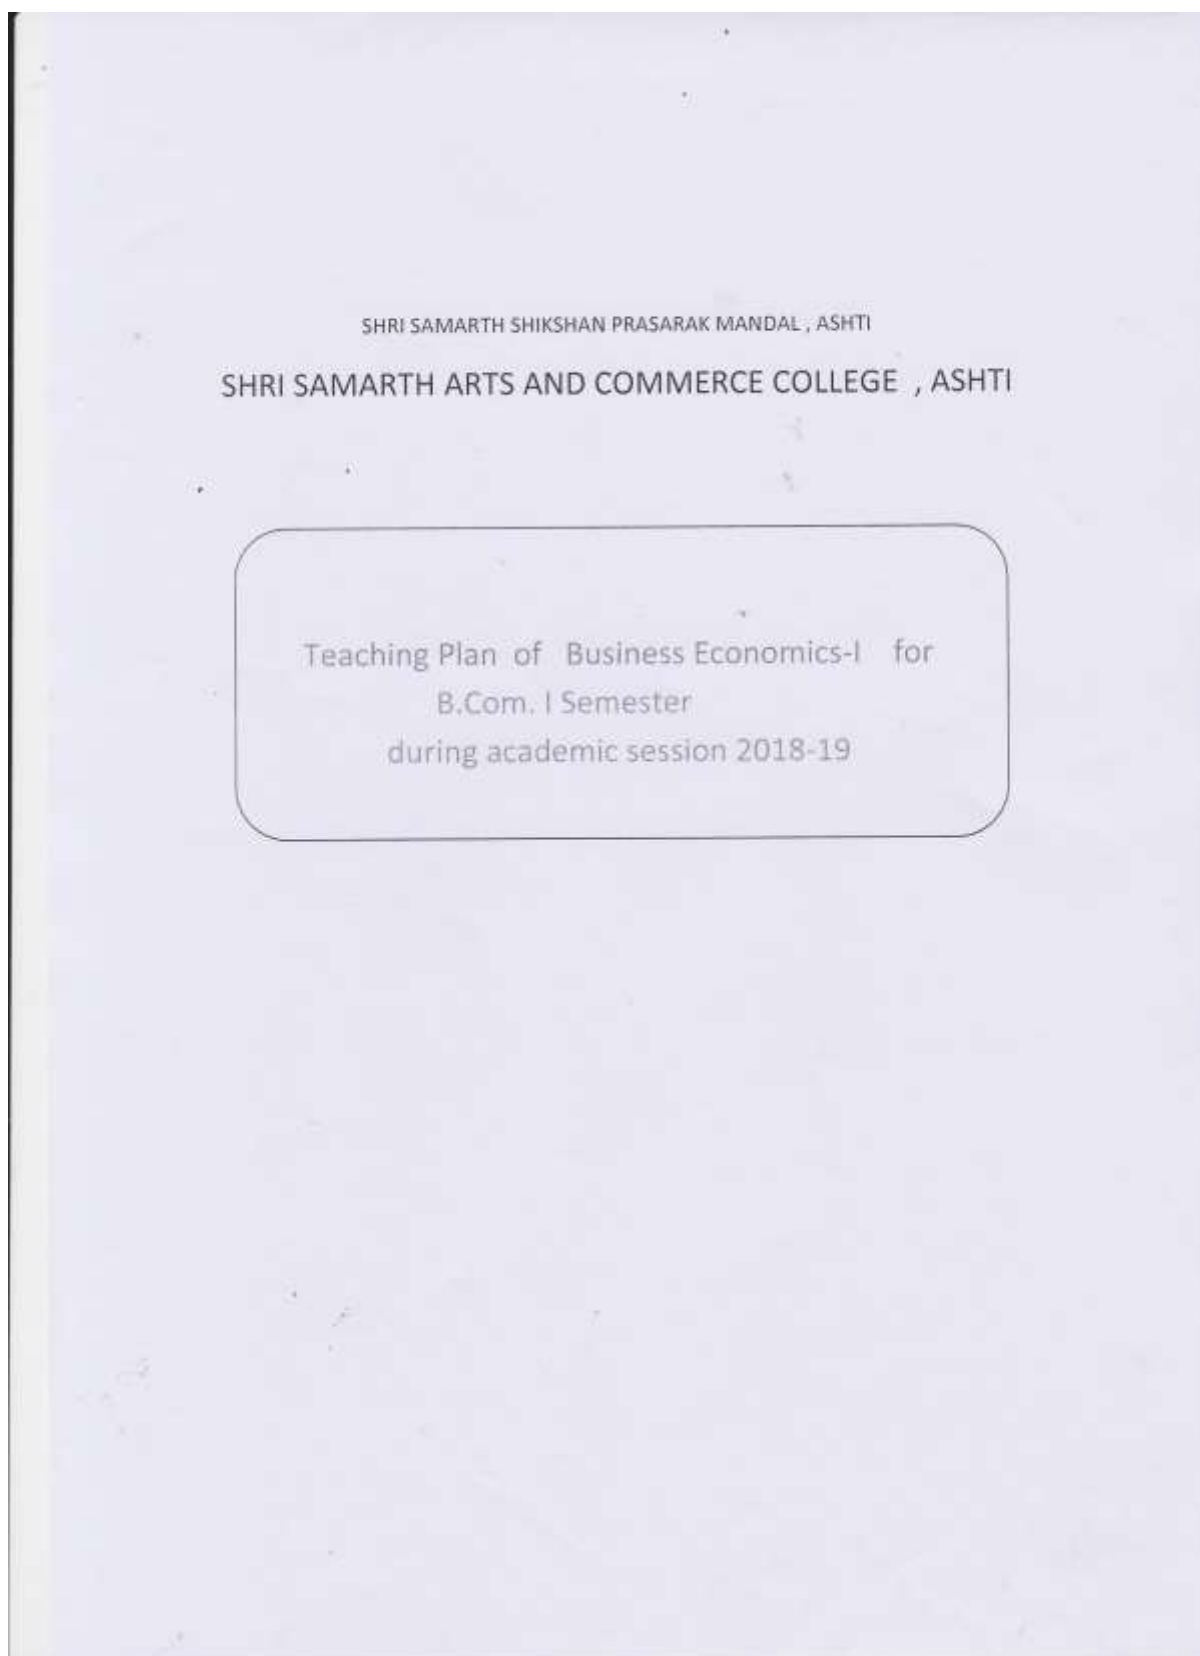 SHRI SAMARTH SHIKSHAN PRASARAK MANDAL , ASHTI
SHRI SAMARTH ARTS AND COMMERCE COLLEGE , ASHTI
Teaching Plan of Business Economics-I for
B.Com. I Semester
during academic session 2018-19